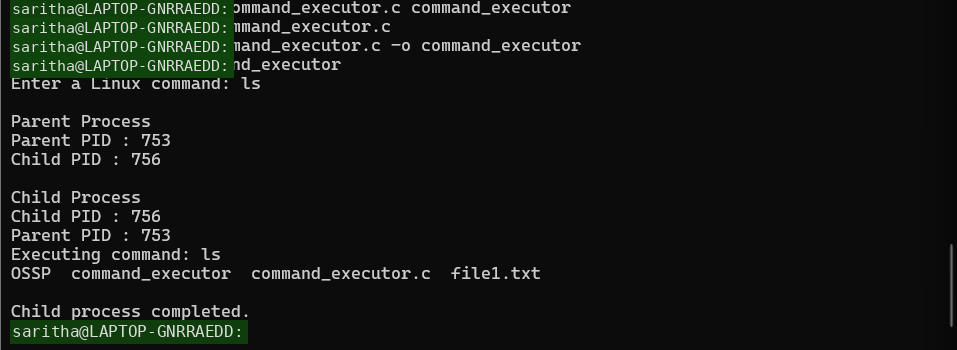 saritha@LAPTOP-GNRRAEDD: command_executor.c command_executor
saritha@LAPTOP-GNRRAEDD: mmand_executor.c
saritha@LAPTOP-GNRRAEDD: mand_executor.c -o command_executor
saritha@LAPTOP-GNRRAEDD: nd_executor
Enter a Linux command: ls
Parent Process
Parent PID : 753
Child PID : 756
Child Process
Child PID : 756
Parent PID : 753
Executing command: ls
OSSP command_executor command_executor.c file1.txt
Child process completed.
saritha@LAPTOP-GNRRAEDD: